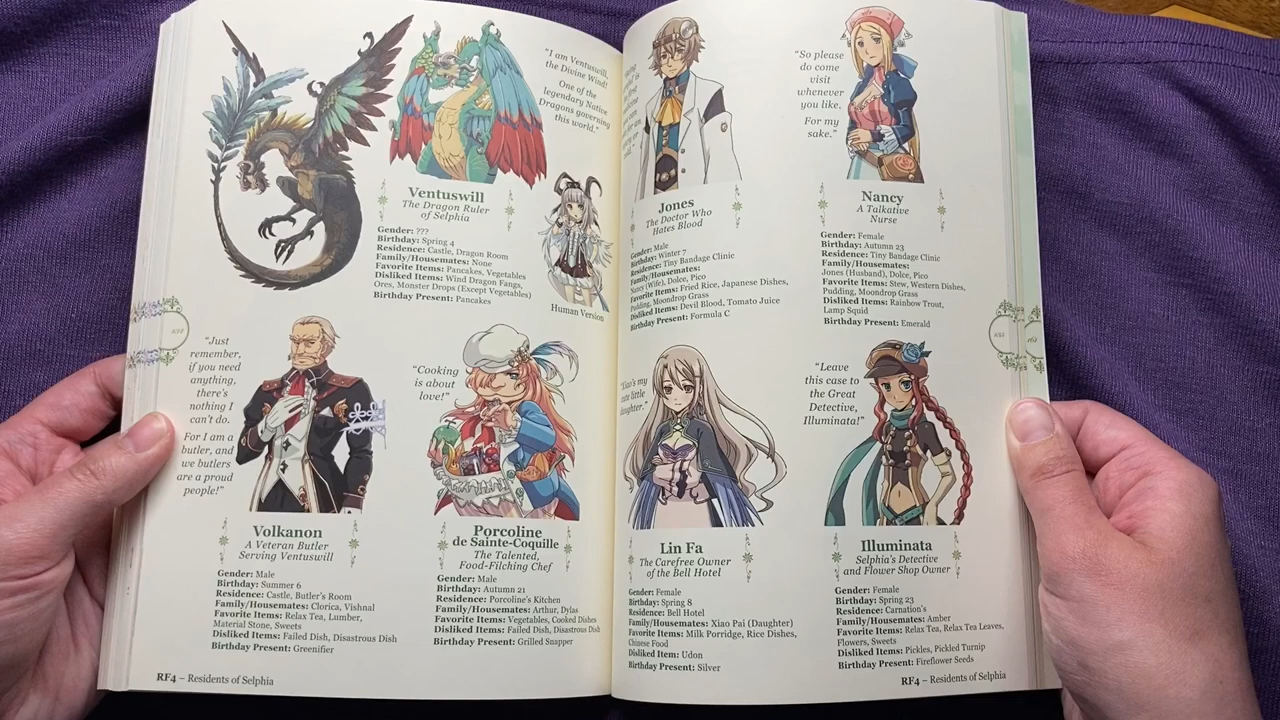 "I am Ventuswill,
the Divine Wind!
One of the
legendary Native
Dragons governing
this world."
Ventuswill
The Dragon Ruler
of Selphia
Gender: ???
Birthday: Spring 4
Residence: Castle, Dragon Room
Family/Housemates: None
Favorite Items: Pancakes, Vegetables
Disliked Items: Wind Dragon Fangs,
Ores, Monster Drops (Except Vegetables)
Birthday Present: Pancakes
Human Version
"Just
remember,
if you need
anything,
there's
nothing I
can't do.
For I am a
butler, and
we butlers
are a proud
people!"
Volkanon
A Veteran Butler
Serving Ventuswill
Gender: Male
Birthday: Summer 6
Residence: Castle, Butler's Room
Family/Housemates: Clorica, Vishnal
Favorite Items: Relax Tea, Lumber,
Material Stone, Sweets
Disliked Items: Failed Dish, Disastrous Dish
Birthday Present: Greenifier
"Cooking
is about
love!"
Porcoline
de Sainte-Coquille
The Talented,
Food-Filching Chef
Gender: Male
Birthday: Autumn 21
Residence: Porcoline's Kitchen
Family/Housemates: Arthur, Dylas
Favorite Items: Vegetables, Cooked Dishes
Disliked Items: Failed Dish, Disastrous Dish
Birthday Present: Grilled Snapper
RF4 – Residents of Selphia
Jones
The Doctor Who
Hates Blood
Gender: Male
Birthday: Winter 7
Residence: Tiny Bandage Clinic
Family/Housemates:
Nancy (Wife), Dolce, Pico
Favorite Items: Fried Rice, Japanese Dishes,
Pudding, Moondrop Grass
Disliked Items: Devil Blood, Tomato Juice
Birthday Present: Formula C
"So please
do come
visit
whenever
you like.
For my
sake."
Nancy
A Talkative
Nurse
Gender: Female
Birthday: Autumn 23
Residence: Tiny Bandage Clinic
Family/Housemates:
Jones (Husband), Dolce, Pico
Favorite Items: Stew, Western Dishes,
Pudding, Moondrop Grass
Disliked Items: Rainbow Trout,
Lamp Squid
Birthday Present: Emerald
"Xiao's my
cute little
daughter."
Lin Fa
The Carefree Owner
of the Bell Hotel
Gender: Female
Birthday: Spring 8
Residence: Bell Hotel
Family/Housemates: Xiao Pai (Daughter)
Favorite Items: Milk Porridge, Rice Dishes,
Chinese Food
Disliked Item: Udon
Birthday Present: Silver
"Leave
this case to
the Great
Detective,
Illuminata!"
Illuminata
Selphia's Detective
and Flower Shop Owner
Gender: Female
Birthday: Spring 23
Residence: Carnation's
Family/Housemates: Amber
Favorite Items: Relax Tea, Relax Tea Leaves,
Flowers, Sweets
Disliked Items: Pickles, Pickled Turnip
Birthday Present: Fireflower Seeds
RF4 – Residents of Selphia